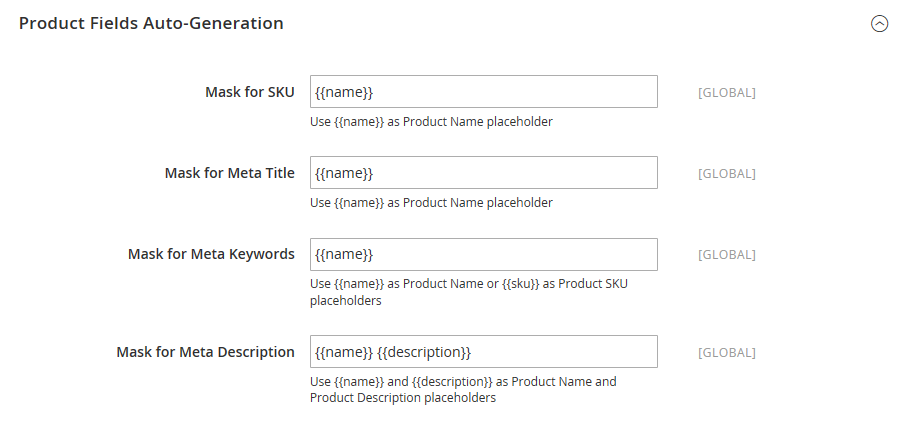 Product Fields Auto-Generation
Mask for SKU {{name}} [GLOBAL]
Use {{name}} as Product Name placeholder
Mask for Meta Title {{name}} [GLOBAL]
Use {{name}} as Product Name placeholder
Mask for Meta Keywords {{name}} [GLOBAL]
Use {{name}} as Product Name or {{sku}} as Product SKU
placeholders
Mask for Meta Description {{name}} {{description}} [GLOBAL]
Use {{name}} and {{description}} as Product Name and
Product Description placeholders